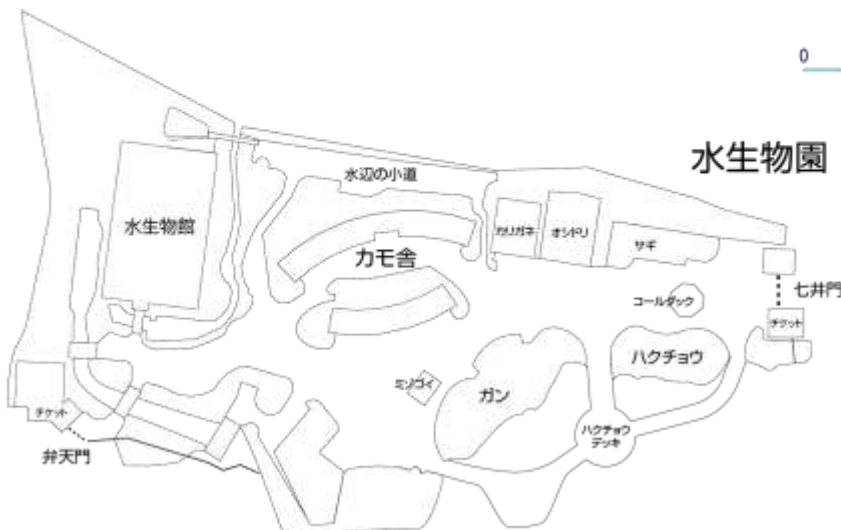 0
水生物園
水辺の小道
水生物館
カリガネ
オシドリ
サギ
カモ舎
七井門
コールダック
チケット
ハクチョウ
ミゾゴイ
ガン
チケット
ハクチョウ
デッキ
弁天門